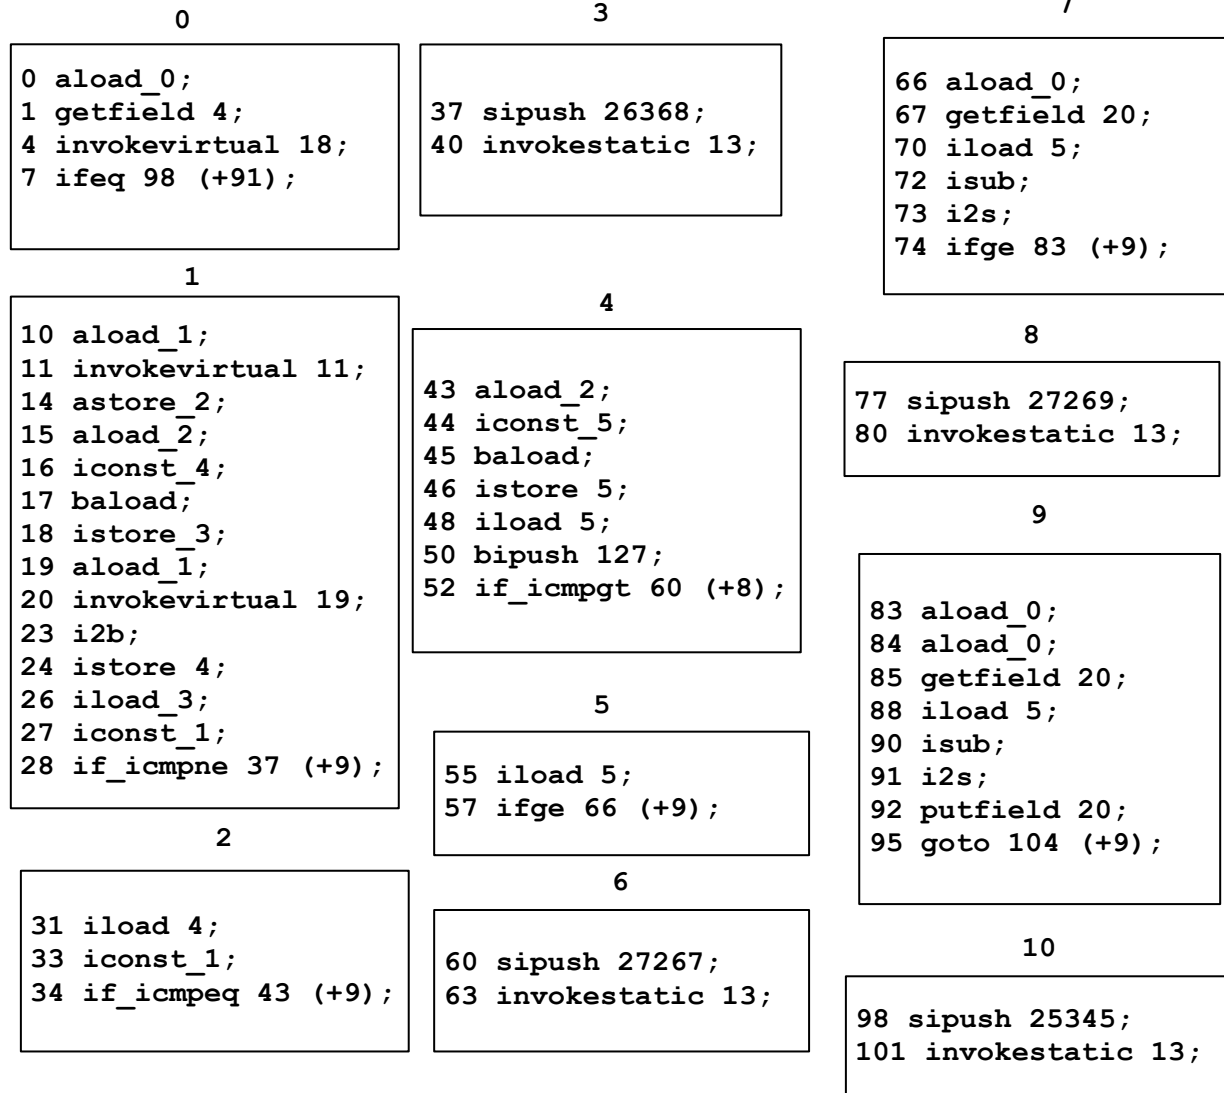 0
0 aload_0;
1 getfield 4;
4 invokevirtual 18;
7 ifeq 98 (+91);
1
10 aload_1;
11 invokevirtual 11;
14 astore_2;
15 aload_2;
16 iconst_4;
17 baload;
18 istore_3;
19 aload_1;
20 invokevirtual 19;
23 i2b;
24 istore 4;
26 iload_3;
27 iconst_1;
28 if_icmpne 37 (+9);
2
31 iload 4;
33 iconst_1;
34 if_icmpeq 43 (+9);
3
37 sipush 26368;
40 invokestatic 13;
4
43 aload_2;
44 iconst_5;
45 baload;
46 istore 5;
48 iload 5;
50 bipush 127;
52 if_icmpgt 60 (+8);
5
55 iload 5;
57 ifge 66 (+9);
6
60 sipush 27267;
63 invokestatic 13;
7
66 aload_0;
67 getfield 20;
70 iload 5;
72 isub;
73 i2s;
74 ifge 83 (+9);
8
77 sipush 27269;
80 invokestatic 13;
9
83 aload_0;
84 aload_0;
85 getfield 20;
88 iload 5;
90 isub;
91 i2s;
92 putfield 20;
95 goto 104 (+9);
10
98 sipush 25345;
101 invokestatic 13;